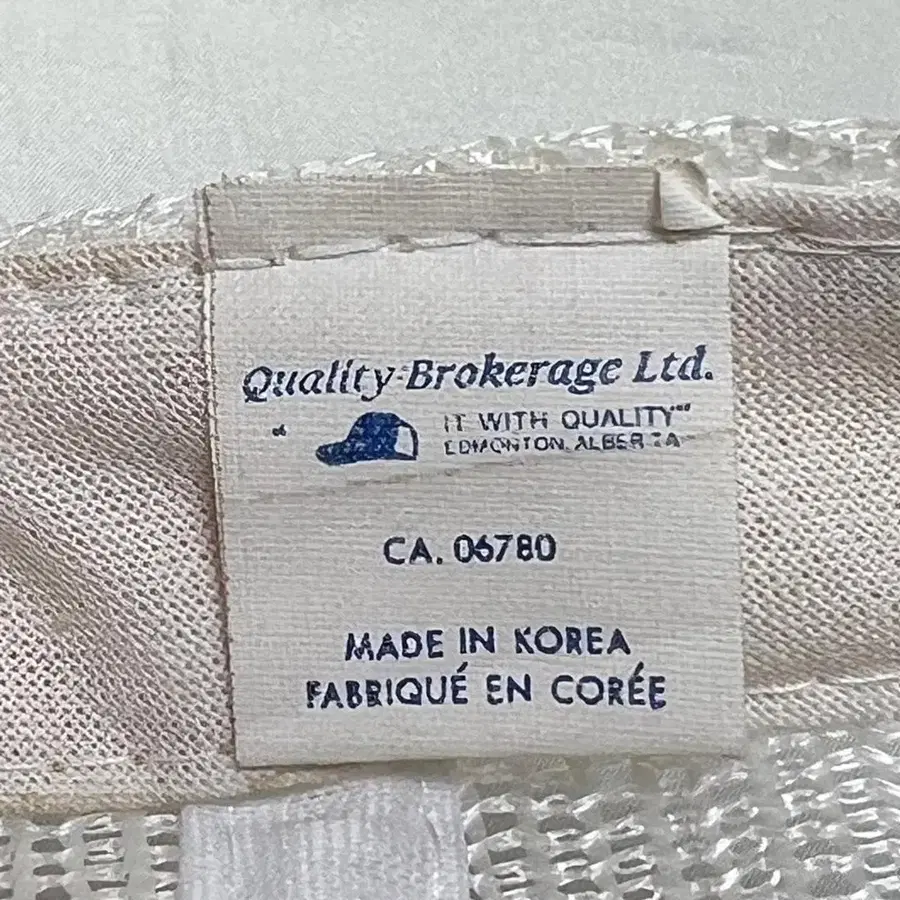 Quality-Brokerage Ltd.
" IT WITH QUALITY"
EDMONTON, ALBERTA
CA. 06780
MADE IN KOREA
FABRIQUÉ EN CORÉE